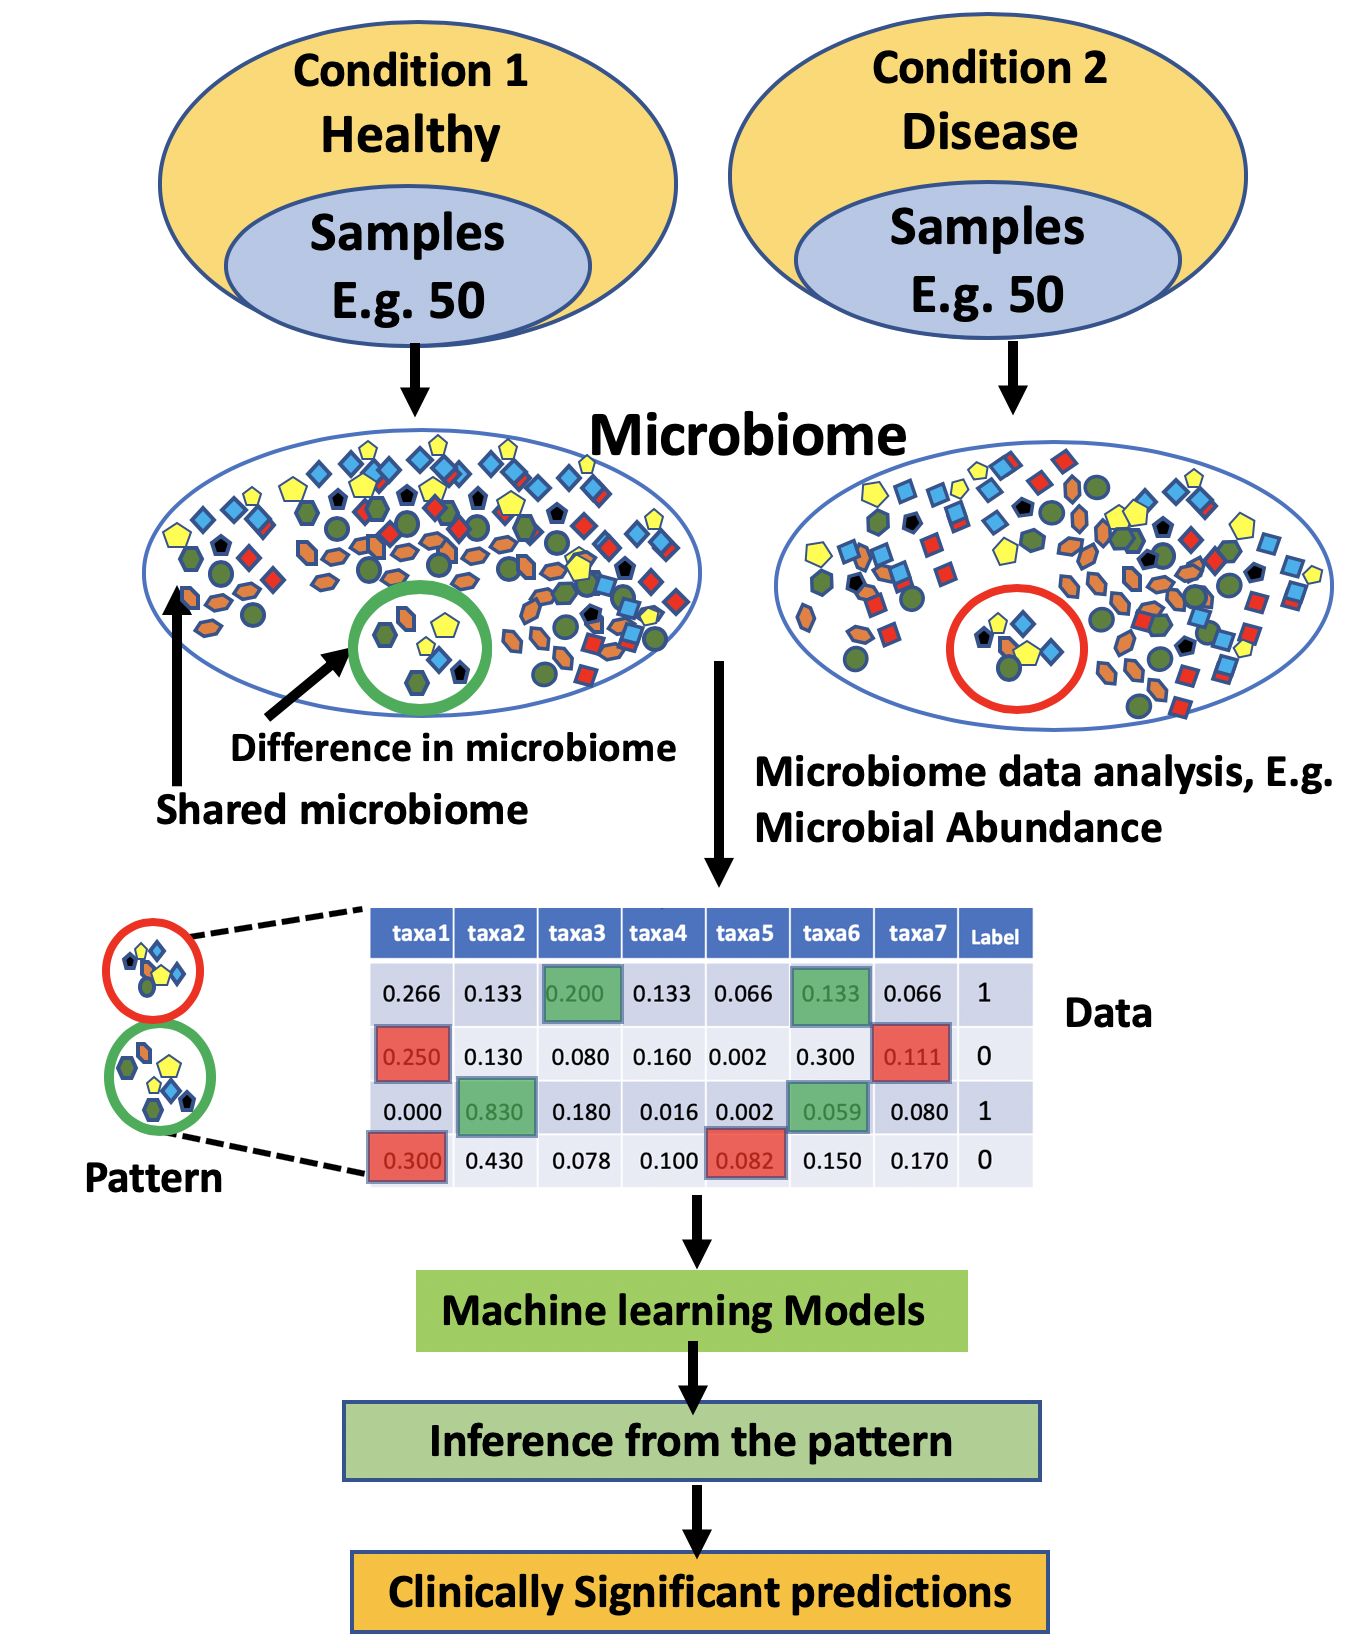 Condition 1
Healthy
Samples
E.g. 50
Condition 2
Disease
Samples
E.g. 50
Microbiome
Difference in microbiome
Shared microbiome
Microbiome data analysis, E.g.
Microbial Abundance
taxa1 taxa2 taxa3 taxa4 taxa5 taxa6 taxa7 Label
0.266 0.133 0.200 0.133 0.066 0.133 0.066 1
0.250 0.130 0.080 0.160 0.002 0.300 0.111 0
0.000 0.830 0.180 0.016 0.002 0.059 0.080 1
0.300 0.430 0.078 0.100 0.082 0.150 0.170 0
Data
Pattern
Machine learning Models
Inference from the pattern
Clinically Significant predictions